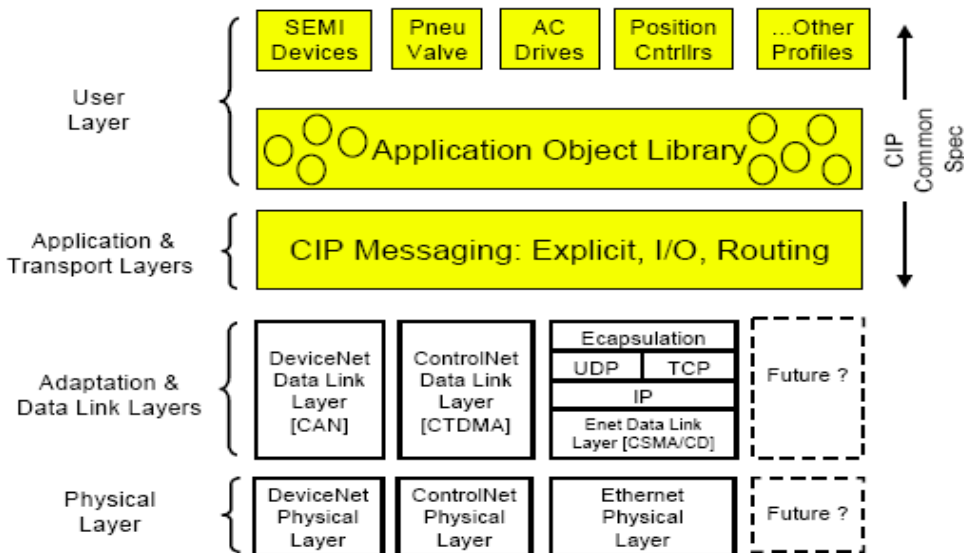 SEMI
Devices
Pneu
Valve
AC
Drives
Position
Cntrllrs
...Other
Profiles
User
Layer
Application Object Library
CIP
Common
Spec
Application &
Transport Layers
CIP Messaging: Explicit, I/O, Routing
Adaptation &
Data Link Layers
DeviceNet
Data Link
Layer
[CAN]
ControlNet
Data Link
Layer
[CTDMA]
Ecapsulation
UDP
TCP
IP
Enet Data Link
Layer [CSMA/CD]
Future ?
Physical
Layer
DeviceNet
Physical
Layer
ControlNet
Physical
Layer
Ethernet
Physical
Layer
Future ?